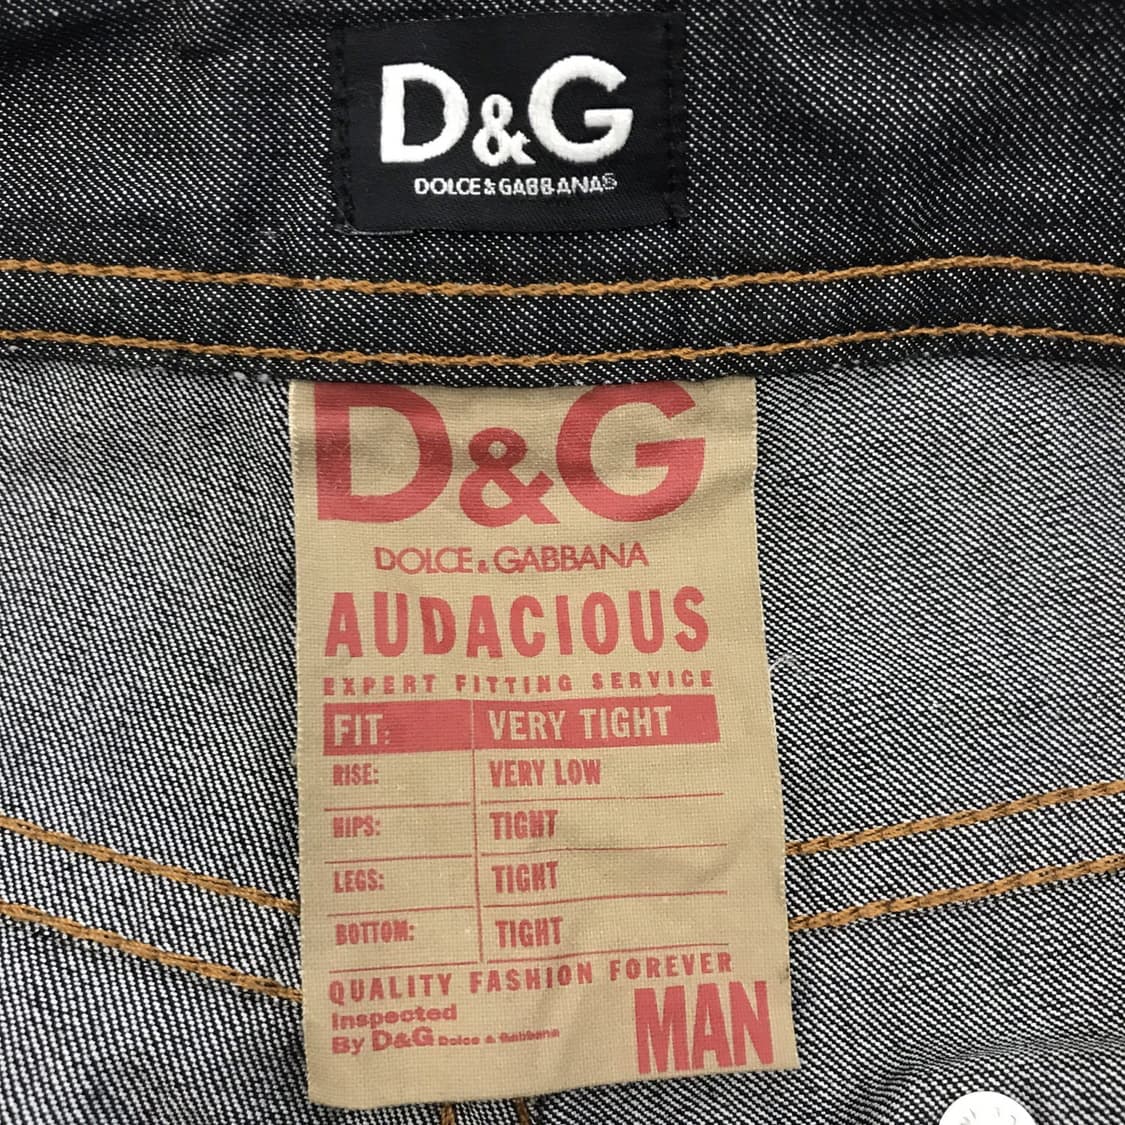 D&G
DOLCE & GABBANA
D&G
DOLCE & GABBANA
AUDACIOUS
EXPERT FITTING SERVICE
FIT: VERY TIGHT
RISE: VERY LOW
HIPS: TIGHT
LEGS: TIGHT
BOTTOM: TIGHT
QUALITY FASHION FOREVER
Inspected
By D&G Dolce & Gabbana
MAN